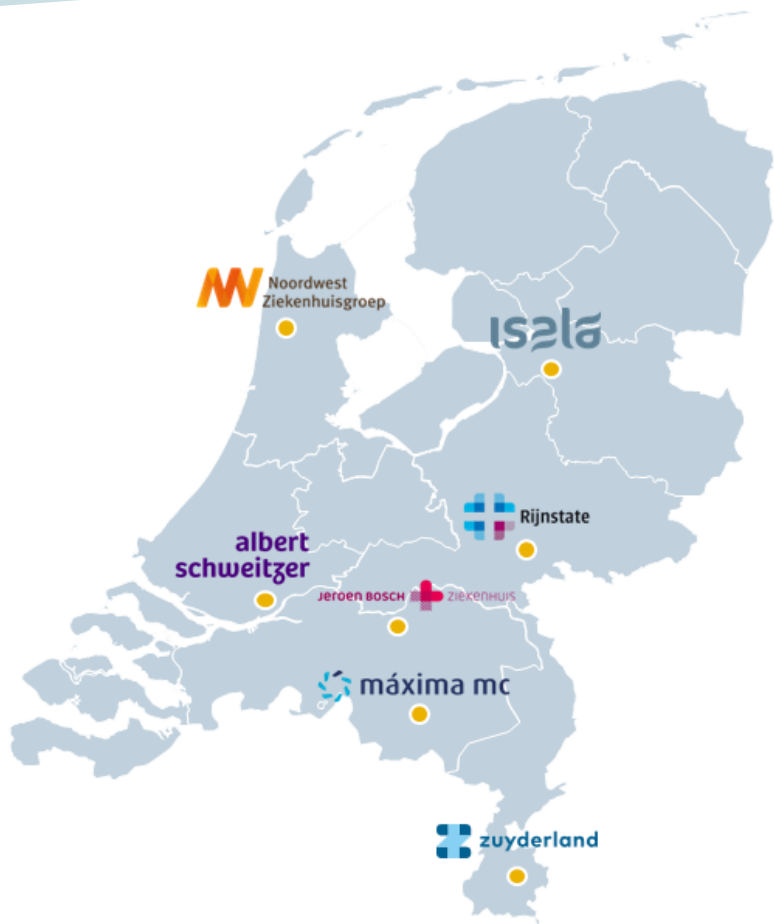 Noordwest
Ziekenhuisgroep
isala
Rijnstate
albert
schweitzer
JEROEN BOSCH ZIEKENHUIS
máxima mc
zuyderland